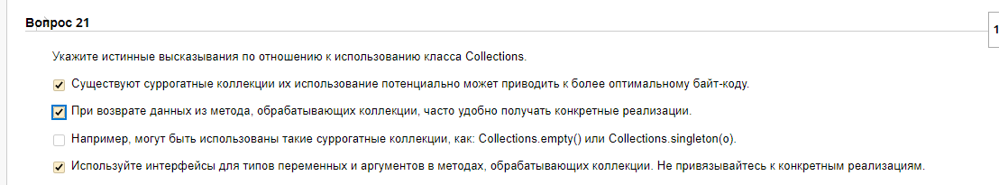 Вопрос 21
1
Укажите истинные высказывания по отношению к использованию класса Collections.
Существуют суррогатные коллекции их использование потенциально может приводить к более оптимальному байт-коду.
При возврате данных из метода, обрабатывающих коллекции, часто удобно получать конкретные реализации.
Например, могут быть использованы такие суррогатные коллекции, как: Collections.empty() или Collections.singleton(o).
Используйте интерфейсы для типов переменных и аргументов в методах, обрабатывающих коллекции. Не привязывайтесь к конкретным реализациям.